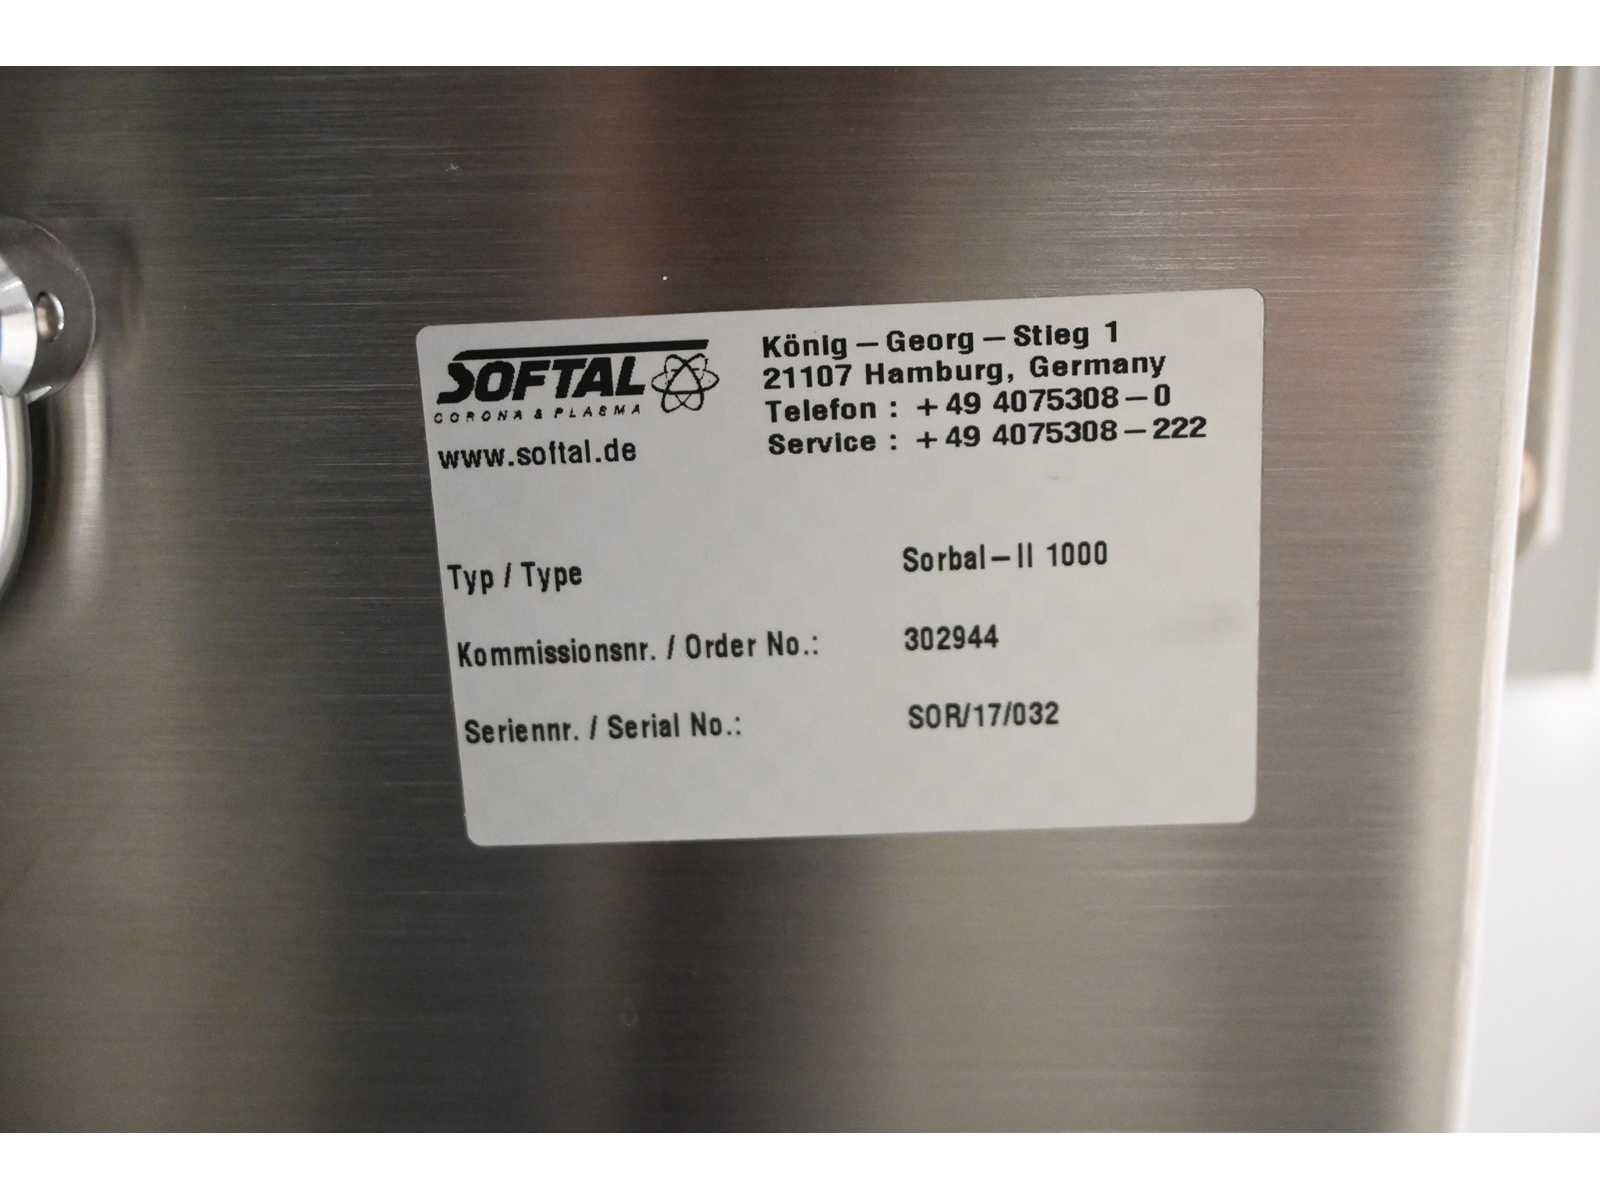 SOFTAL
CORONA & PLASMA
www.softal.de
König-Georg-Stieg 1
21107 Hamburg, Germany
Telefon : +49 4075308-0
Service : +49 4075308-222
Typ / Type Sorbal-II 1000
Kommissionsnr. / Order No.: 302944
Seriennr. / Serial No.: SOR/17/032